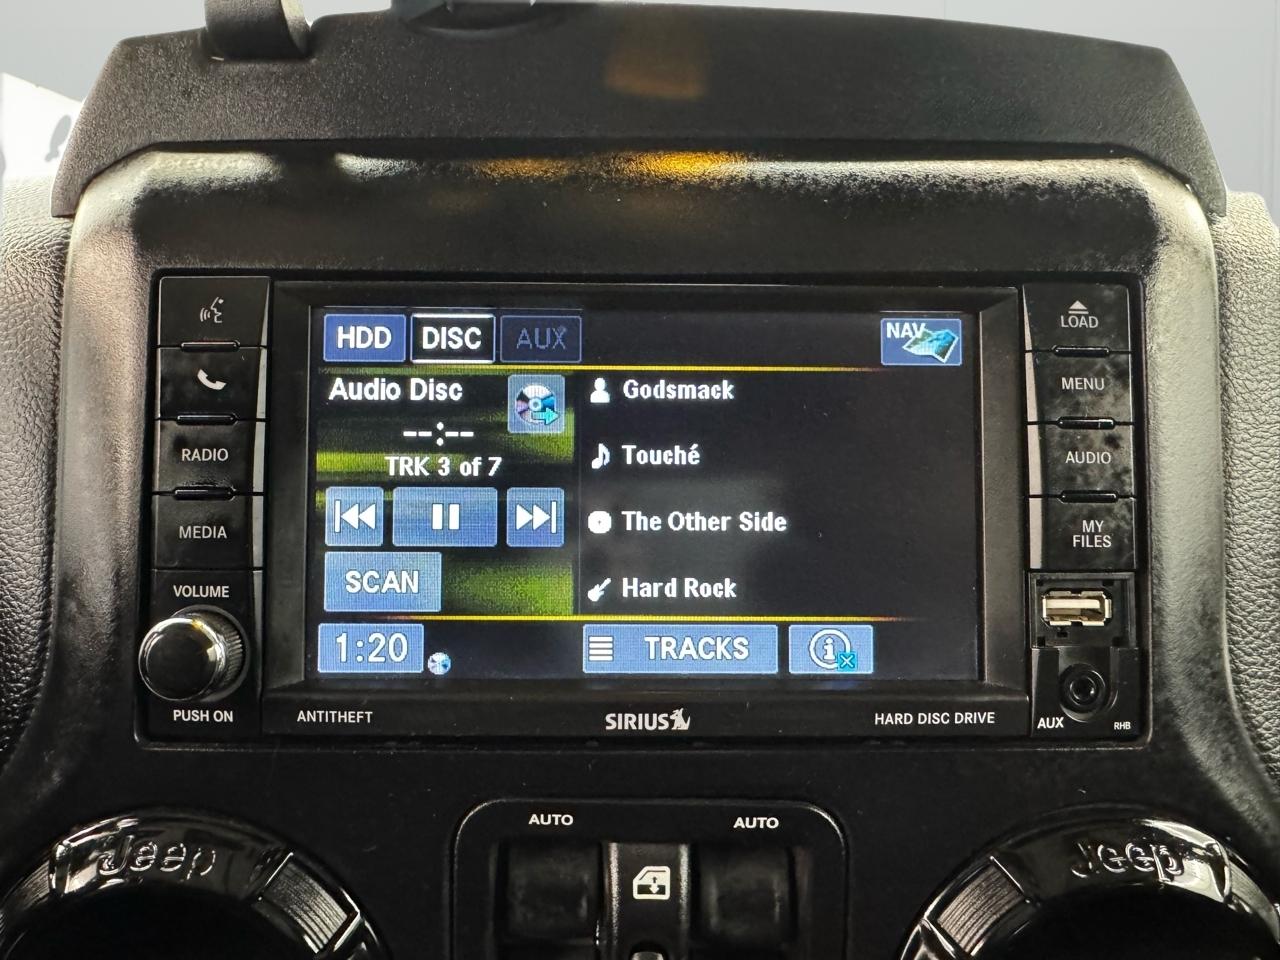 HDD DISC AUX NAV
Audio Disc
--:--
TRK 3 of 7
SCAN
1:20
Godsmack
Touché
The Other Side
Hard Rock
TRACKS
i
RADIO
MEDIA
VOLUME
PUSH ON
LOAD
MENU
AUDIO
MY
FILES
AUX
RHB
ANTITHEFT
SIRIUS
HARD DISC DRIVE
AUTO
AUTO
Jeep
Jeep